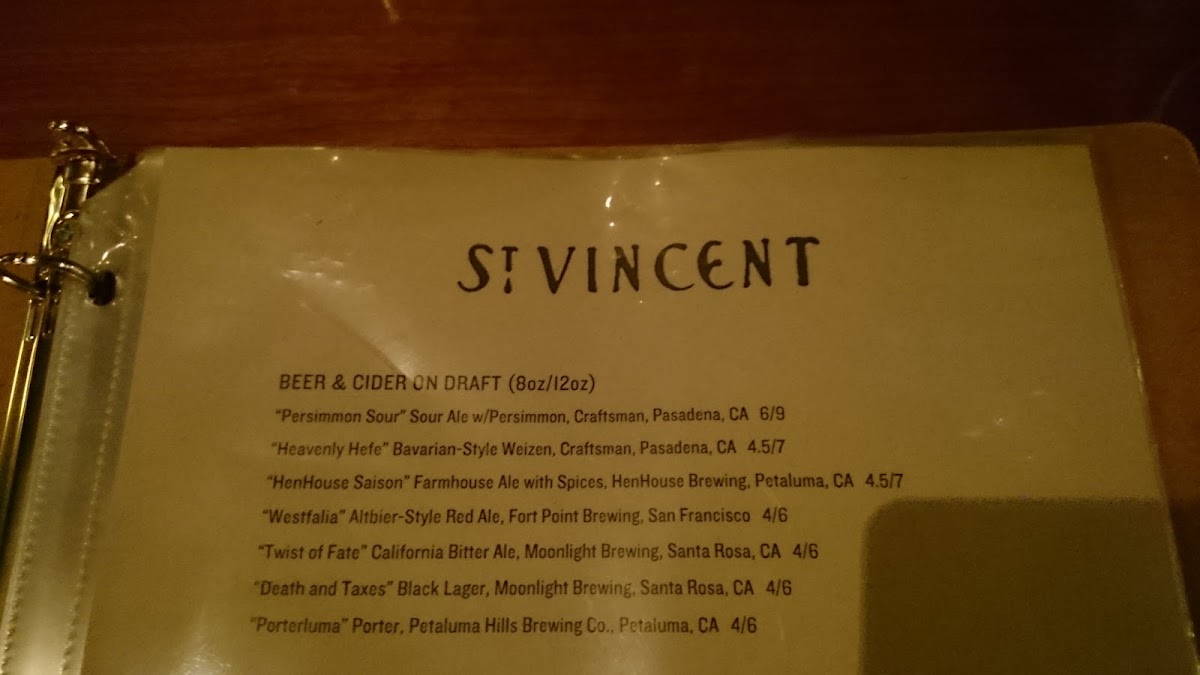 ST VINCENT
BEER & CIDER ON DRAFT (8oz/12oz)
“Persimmon Sour” Sour Ale w/Persimmon, Craftsman, Pasadena, CA 6/9
“Heavenly Hefe” Bavarian-Style Weizen, Craftsman, Pasadena, CA 4.5/7
“HenHouse Saison” Farmhouse Ale with Spices, HenHouse Brewing, Petaluma, CA 4.5/7
“Westfalia” Altbier-Style Red Ale, Fort Point Brewing, San Francisco 4/6
“Twist of Fate” California Bitter Ale, Moonlight Brewing, Santa Rosa, CA 4/6
“Death and Taxes” Black Lager, Moonlight Brewing, Santa Rosa, CA 4/6
“Porterluma” Porter, Petaluma Hills Brewing Co., Petaluma, CA 4/6